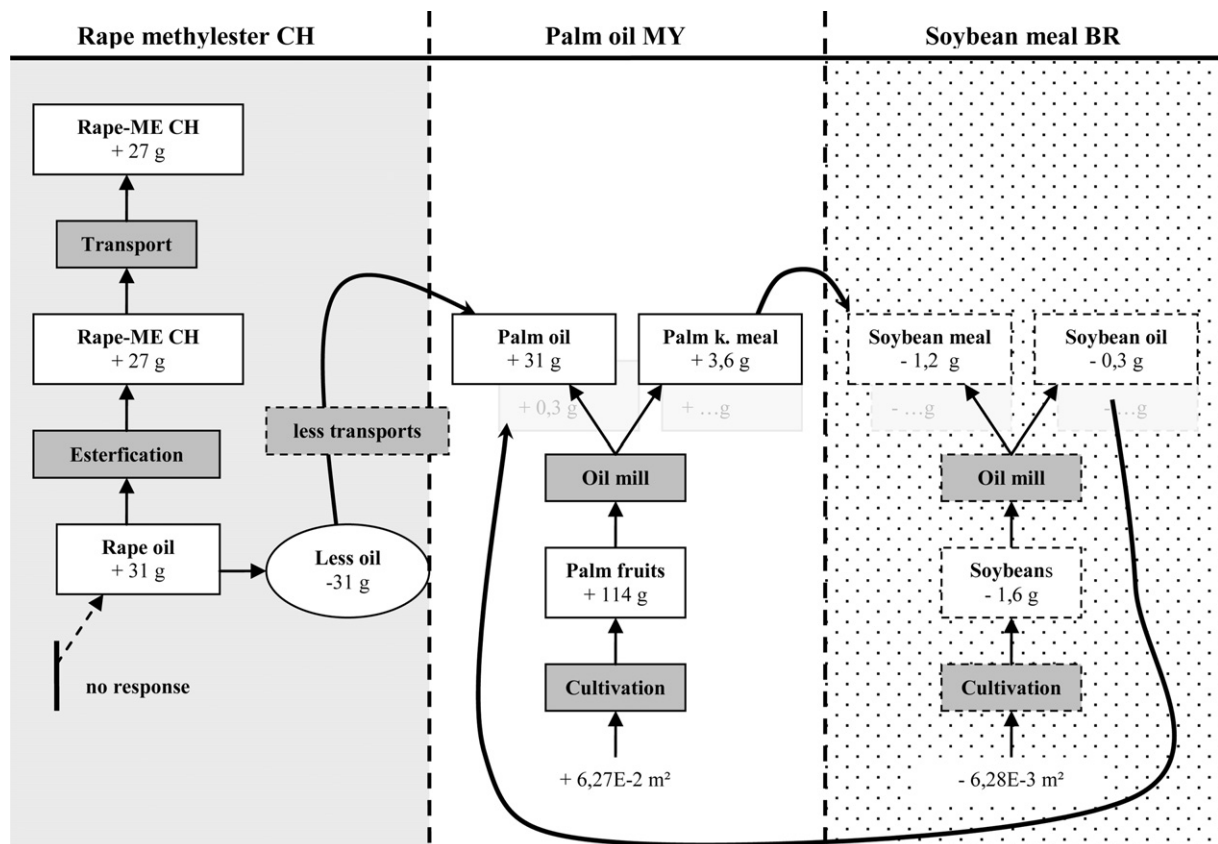 Rape methylester CH
Palm oil MY
Soybean meal BR
Rape-ME CH
+ 27 g
Transport
Rape-ME CH
+ 27 g
Esterfication
Rape oil
+ 31 g
no response
less transports
Less oil
-31 g
Palm oil
+ 31 g
Palm k. meal
+ 3,6 g
+ 0,3 g
+ ...g
Oil mill
Palm fruits
+ 114 g
Cultivation
+ 6,27E-2 m²
Soybean meal
- 1,2 g
Soybean oil
- 0,3 g
- ...g
- ...g
Oil mill
Soybeans
- 1,6 g
Cultivation
- 6,28E-3 m²